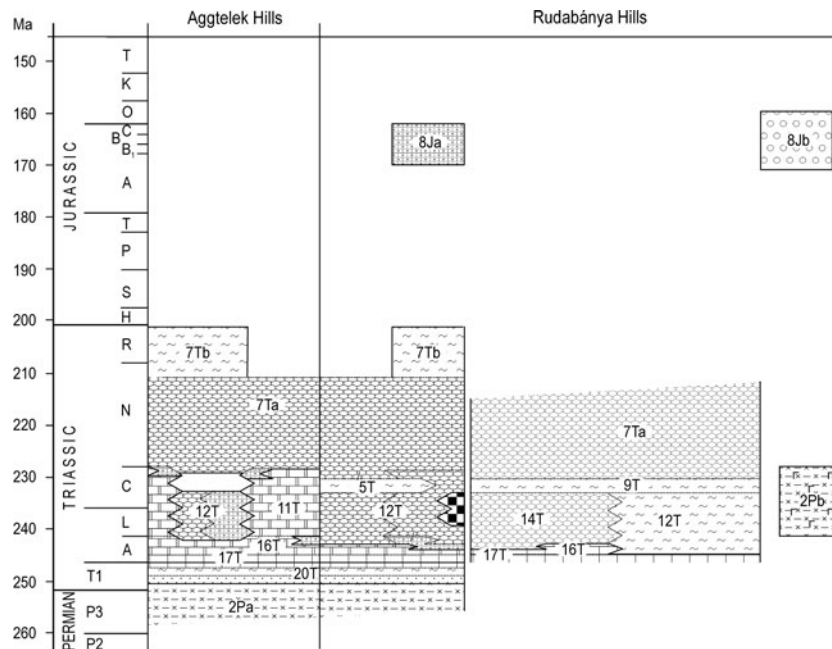 Ma
Aggtelek Hills
Rudabánya Hills
150
160
170
180
190
200
210
220
230
240
250
260
JURASSIC
TRIASSIC
PERMIAN
T
K
O
C
B
B₁
A
T
P
S
H
R
N
C
L
A
T1
P3
P2
8Ja
8Jb
7Tb
7Tb
7Ta
7Ta
5T
9T
2Pb
12T
11T
12T
14T
12T
16T
17T
17T
16T
20T
2Pa